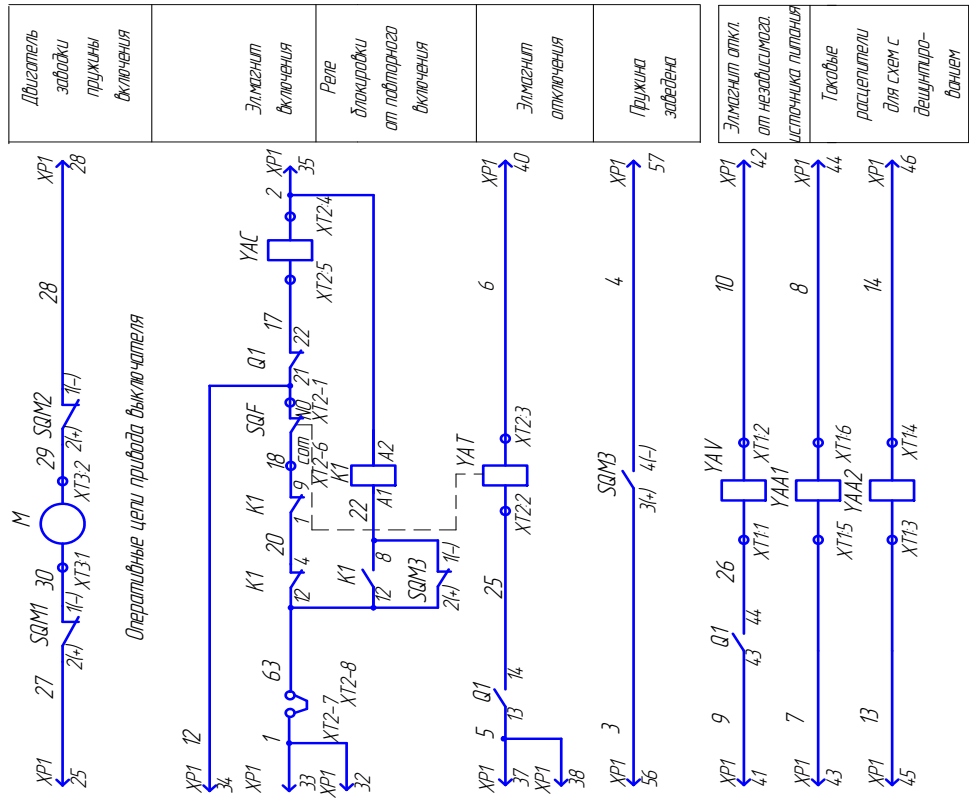 Двигатель
заводки
пружины
включения
Эл.магнит
включения
Реле
блокировки
от повторного
включения
Эл.магнит
отключения
Пружина
заведена
Эл.магнит откл.
от независимого
источника питания
Токовые
расцепители
для схем с
дешунтиро-
ванием
XP1
25
27
SQM1
2(+)
1(-)
30
XT3:1
M
XT3:2
29
SQM2
2(+)
1(-)
28
XP1
28
Оперативные цепи привода выключателя
XP1
34
12
XP1
33
XP1
32
1
XT2-7
XT2-8
63
K1
12
4
20
K1
1
9
18
XT2-6
SQF
com
NO
XT2-1
Q1
21
22
17
XT2:5
YAC
XT2:4
2
XP1
35
K1
12
8
SQM3
2(+)
1(-)
22
K1
A1
A2
XP1
37
XP1
38
5
Q1
13
14
25
XT2:2
YAT
XT2:3
6
XP1
40
XP1
56
3
SQM3
3(+)
4(-)
4
XP1
57
XP1
41
9
Q1
43
44
26
XT1:1
YAV
XT1:2
10
XP1
42
XP1
43
7
XT1:5
YAA1
XT1:6
8
XP1
44
XP1
45
13
XT1:3
YAA2
XT1:4
14
XP1
46